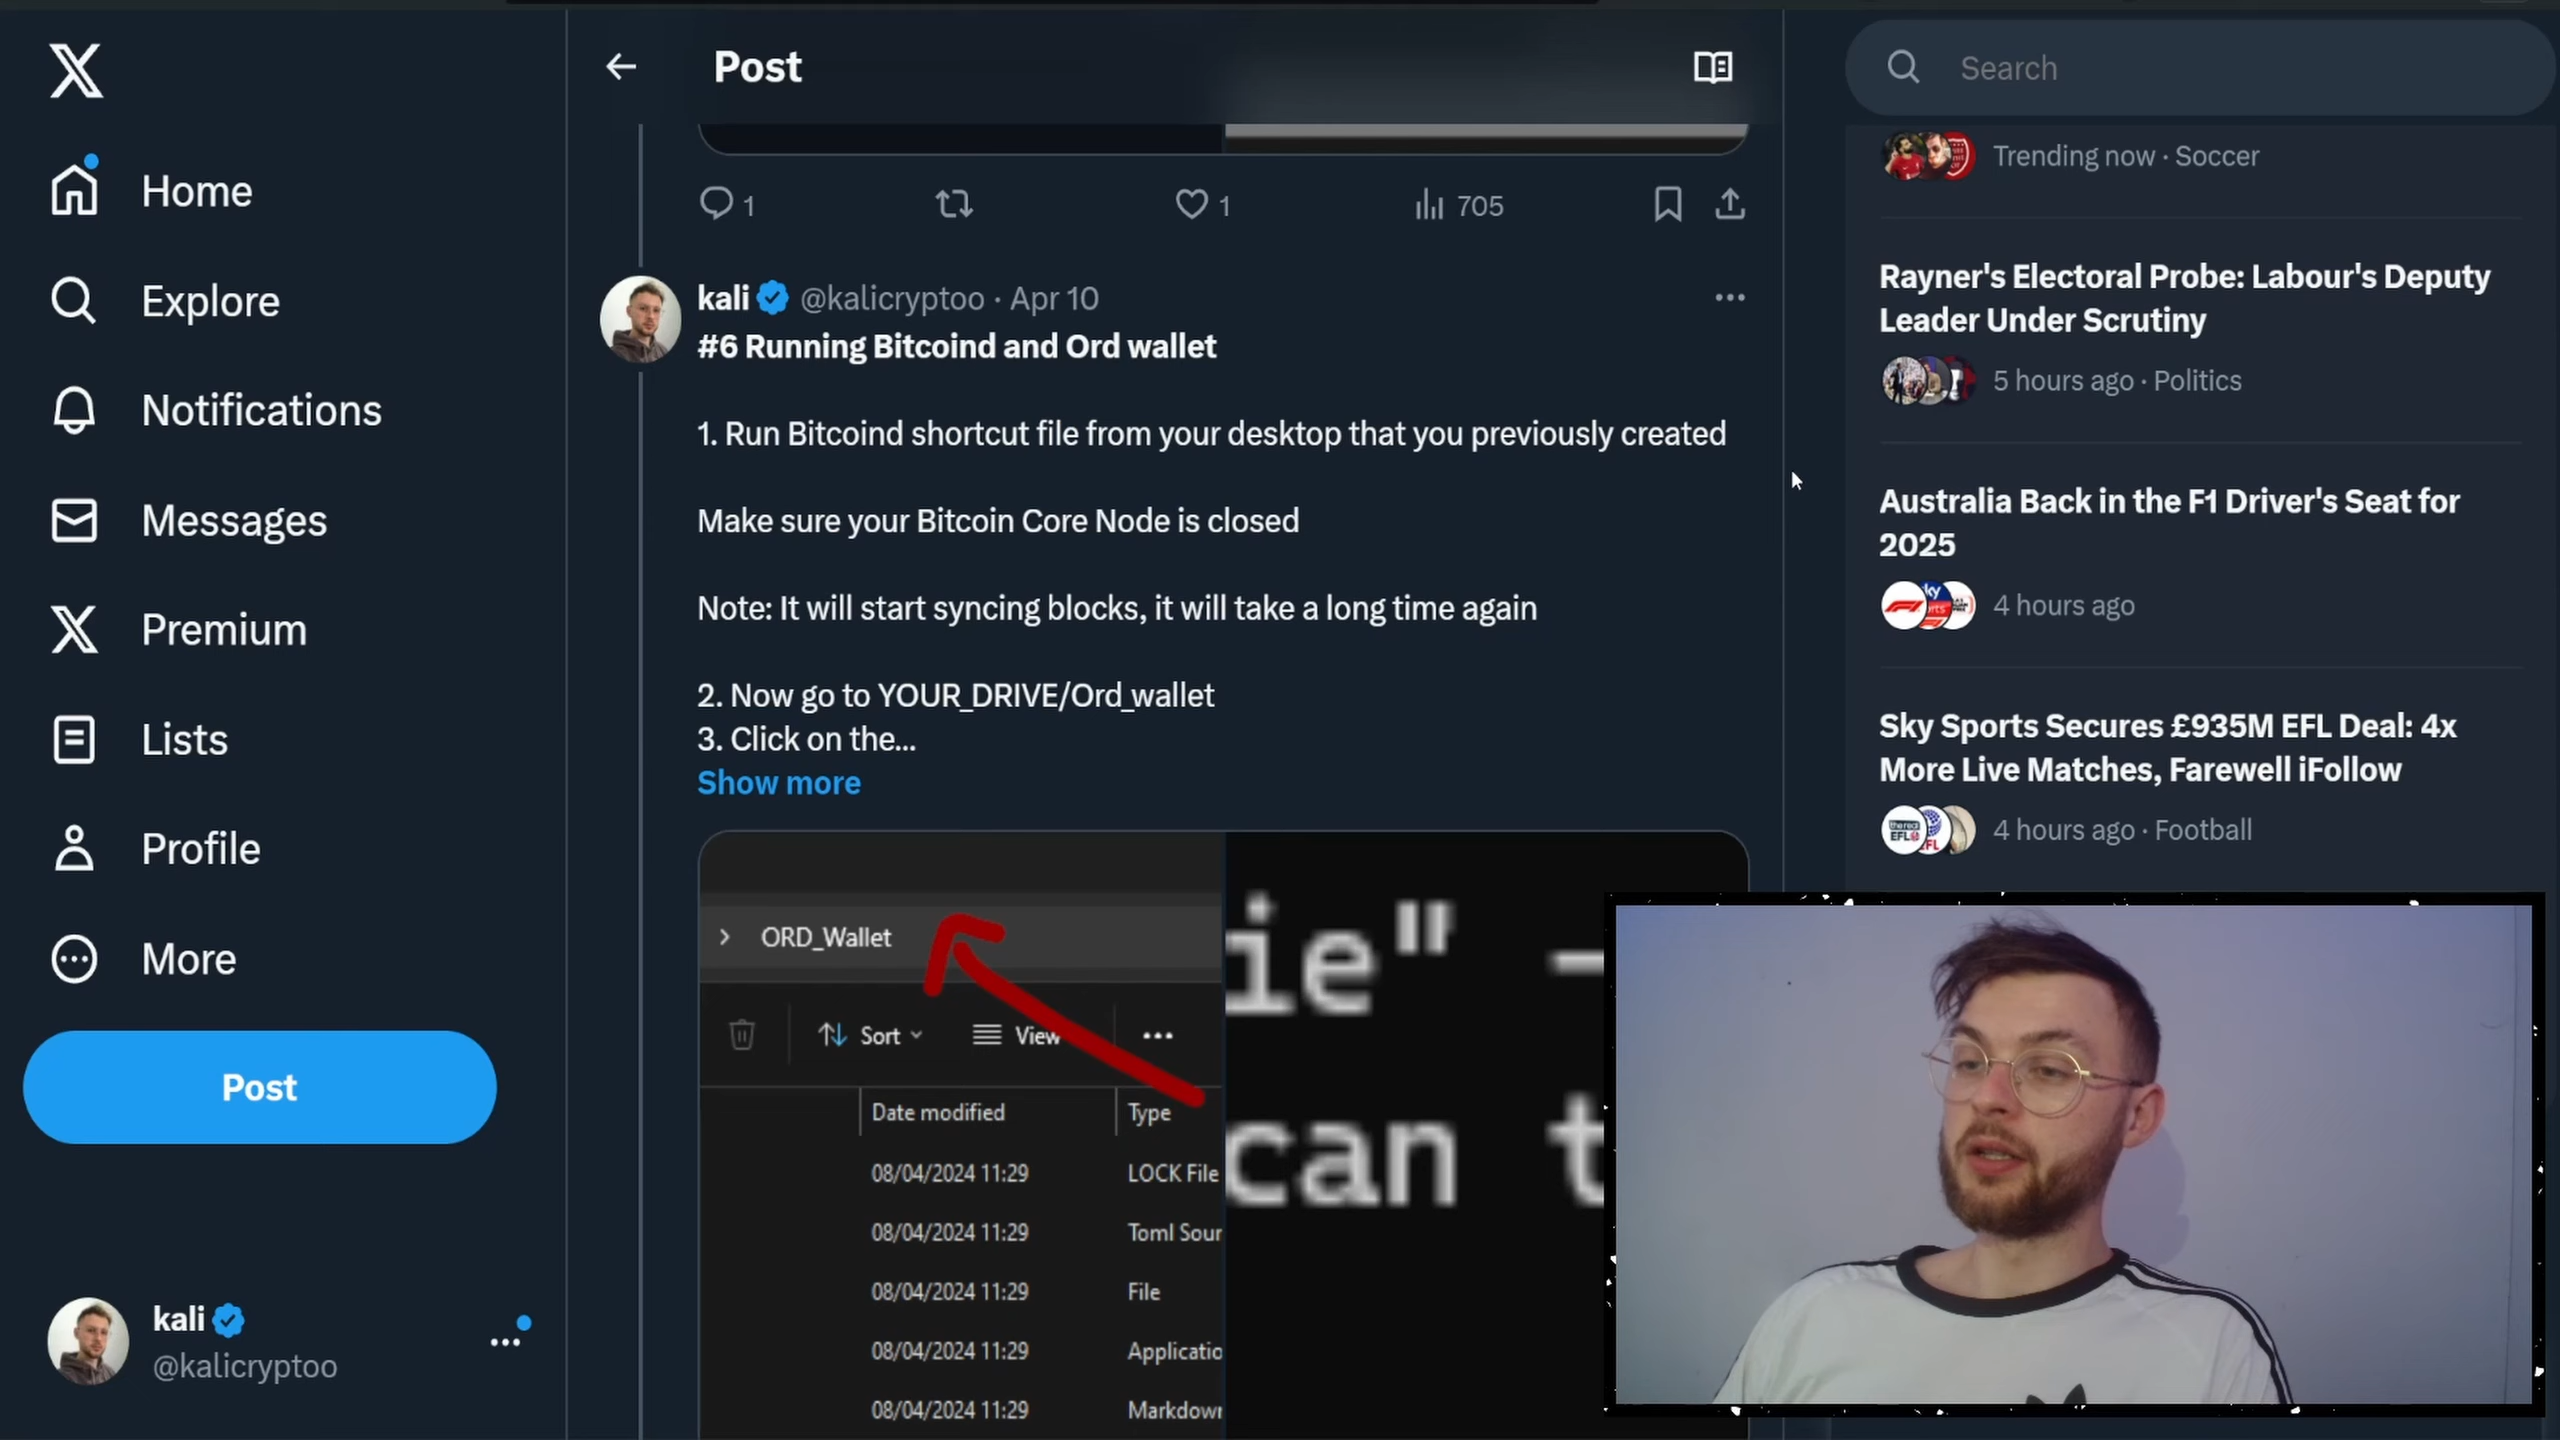 Home
Explore
Notifications
Messages
Premium
Lists
Profile
More
Post
kali
@kalicryptoo
Post
1
1
705
kali @kalicryptoo · Apr 10
#6 Running Bitcoind and Ord wallet
1. Run Bitcoind shortcut file from your desktop that you previously created
Make sure your Bitcoin Core Node is closed
Note: It will start syncing blocks, it will take a long time again
2. Now go to YOUR_DRIVE/Ord_wallet
3. Click on the...
Show more
ORD_Wallet
Sort
View
Date modified Type
08/04/2024 11:29 LOCK File
08/04/2024 11:29 Toml Sour
08/04/2024 11:29 File
08/04/2024 11:29 Applicatio
08/04/2024 11:29 Markdown
ie" -
can t
Search
Trending now · Soccer
Rayner's Electoral Probe: Labour's Deputy
Leader Under Scrutiny
5 hours ago · Politics
Australia Back in the F1 Driver's Seat for
2025
4 hours ago
Sky Sports Secures £935M EFL Deal: 4x
More Live Matches, Farewell iFollow
4 hours ago · Football